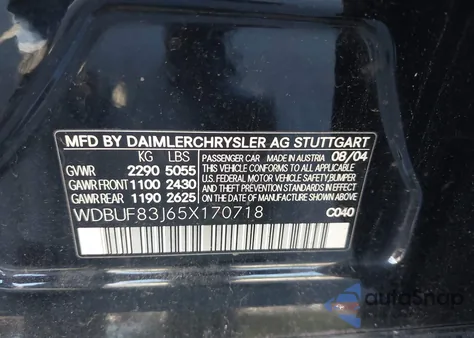 MFD BY DAIMLERCHRYSLER AG STUTTGART
KG LBS
GVWR 2290 5055
GAWR FRONT 1100 2430
GAWR REAR 1190 2625
PASSENGER CAR MADE IN AUSTRIA 08/04
THIS VEHICLE CONFORMS TO ALL APPLICABLE
U.S. FEDERAL MOTOR VEHICLE SAFETY
BUMPER AND THEFT PREVENTION STANDARDS
IN EFFECT ON THE DATE OF
MANUFACTURE SHOWN ABOVE.
WDBUF83J65X170718 C040
autoSnap